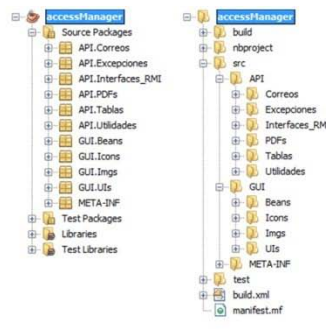 accessManager
Source Packages
API.Correos
API.Excepciones
API.Interfaces_RMI
API.PDFs
API.Tablas
API.Utilidades
GUI.Beans
GUI.Icons
GUI.Imgs
GUI.UIs
META-INF
Test Packages
Libraries
Test Libraries
accessManager
build
nbproject
src
API
Correos
Excepciones
Interfaces_RM
PDFs
Tablas
Utilidades
GUI
Beans
Icons
Imgs
UIs
META-INF
test
build.xml
manifest.mf